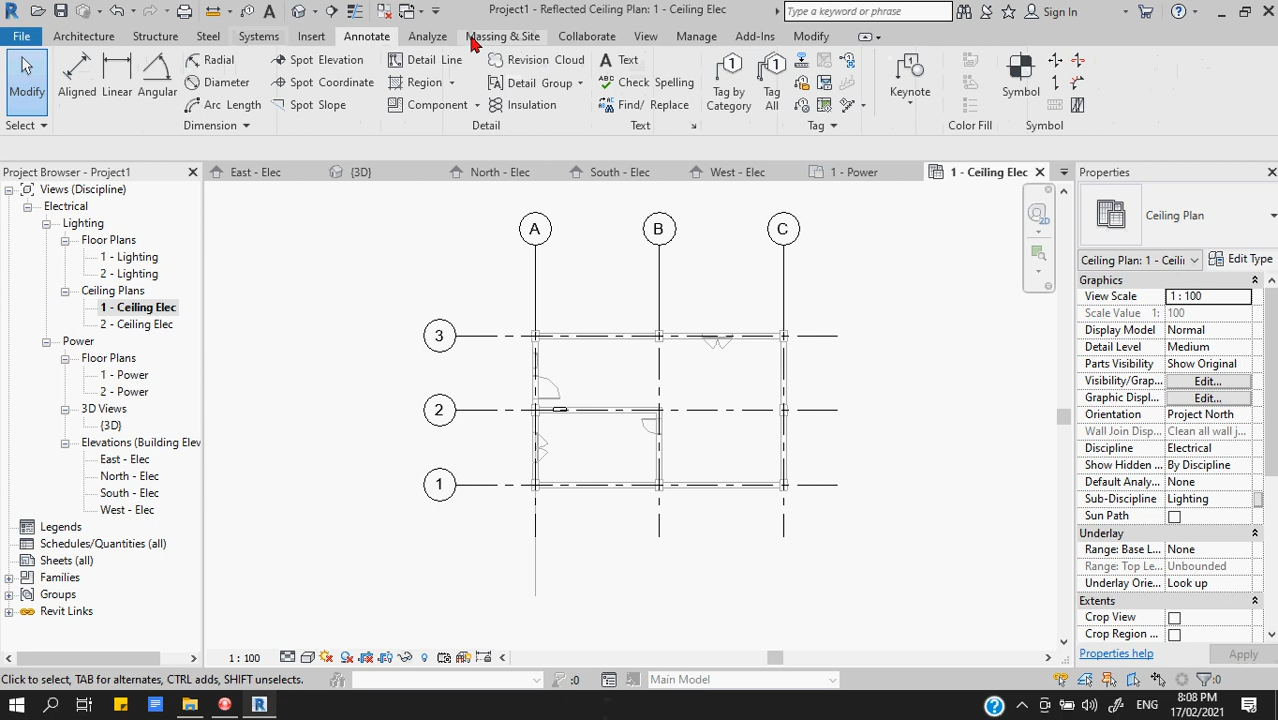 Project1 - Reflected Ceiling Plan: 1 - Ceiling Elec
Type a keyword or phrase
Sign In
File Architecture Structure Steel Systems Insert Annotate Analyze Massing & Site Collaborate View Manage Add-Ins Modify
Modify
Aligned
Linear
Angular
Radial
Diameter
Arc Length
Spot Elevation
Spot Coordinate
Spot Slope
Detail Line
Region
Component
Revision Cloud
Detail Group
Insulation
Text
Check Spelling
Find/ Replace
Tag by
Category
Tag
All
Keynote
Symbol
Select
Dimension
Detail
Text
Tag
Color Fill
Symbol
Project Browser - Project1
East - Elec
{3D}
North - Elec
South - Elec
West - Elec
1 - Power
1 - Ceiling Elec
Properties
Views (Discipline)
Electrical
Lighting
Floor Plans
1 - Lighting
2 - Lighting
Ceiling Plans
1 - Ceiling Elec
2 - Ceiling Elec
Power
Floor Plans
1 - Power
2 - Power
3D Views
{3D}
Elevations (Building Elev
East - Elec
North - Elec
South - Elec
West - Elec
Legends
Schedules/Quantities (all)
Sheets (all)
Families
Groups
Revit Links
A B C
3
2
1
2D
Ceiling Plan
Ceiling Plan: 1 - Ceilii
Edit Type
Graphics
View Scale 1 : 100
Scale Value 1: 100
Display Model Normal
Detail Level Medium
Parts Visibility Show Original
Visibility/Grap... Edit...
Graphic Displ... Edit...
Orientation Project North
Wall Join Displ... Clean all wall j...
Discipline Electrical
Show Hidden ... By Discipline
Default Analy... None
Sub-Discipline Lighting
Sun Path
Underlay
Range: Base L... None
Range: Top Le... Unbounded
Underlay Orie... Look up
Extents
Crop View
Crop Region ...
Properties help
Apply
1 : 100
Click to select, TAB for alternates, CTRL adds, SHIFT unselects.
:0
Main Model
:0
ENG
8:08 PM
17/02/2021